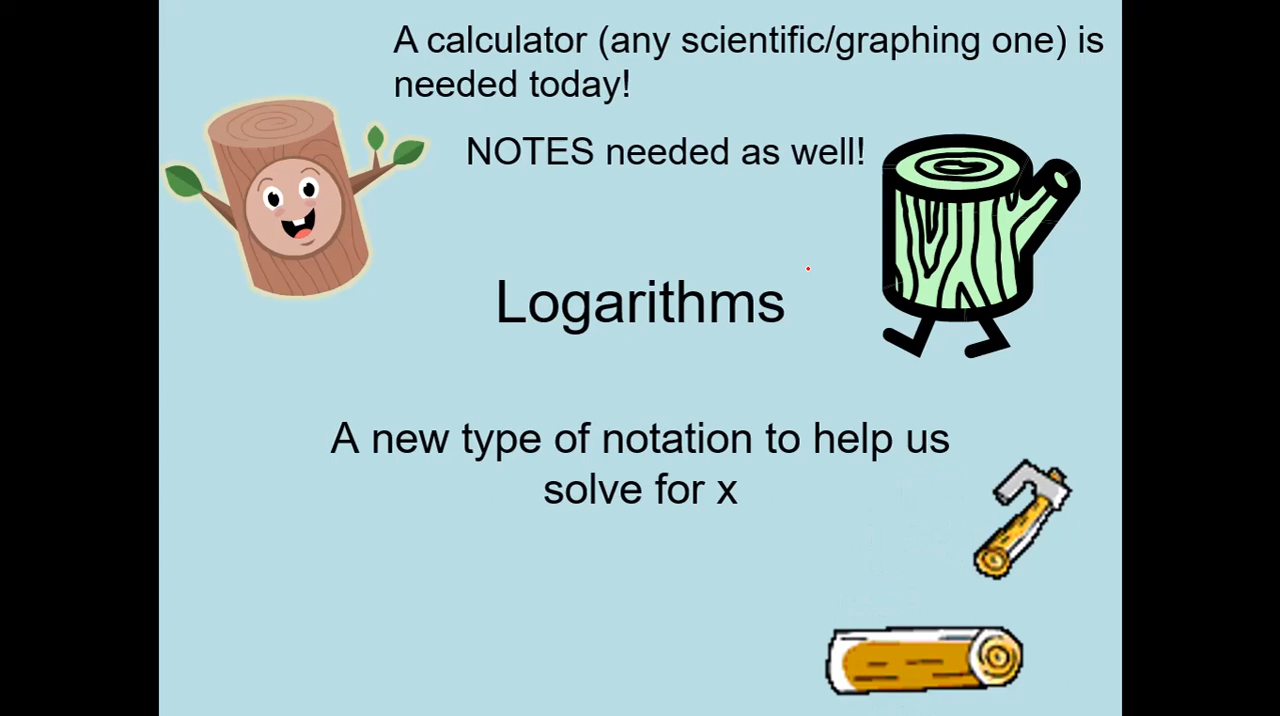 A calculator (any scientific/graphing one) is
needed today!
NOTES needed as well!
Logarithms
A new type of notation to help us
solve for x